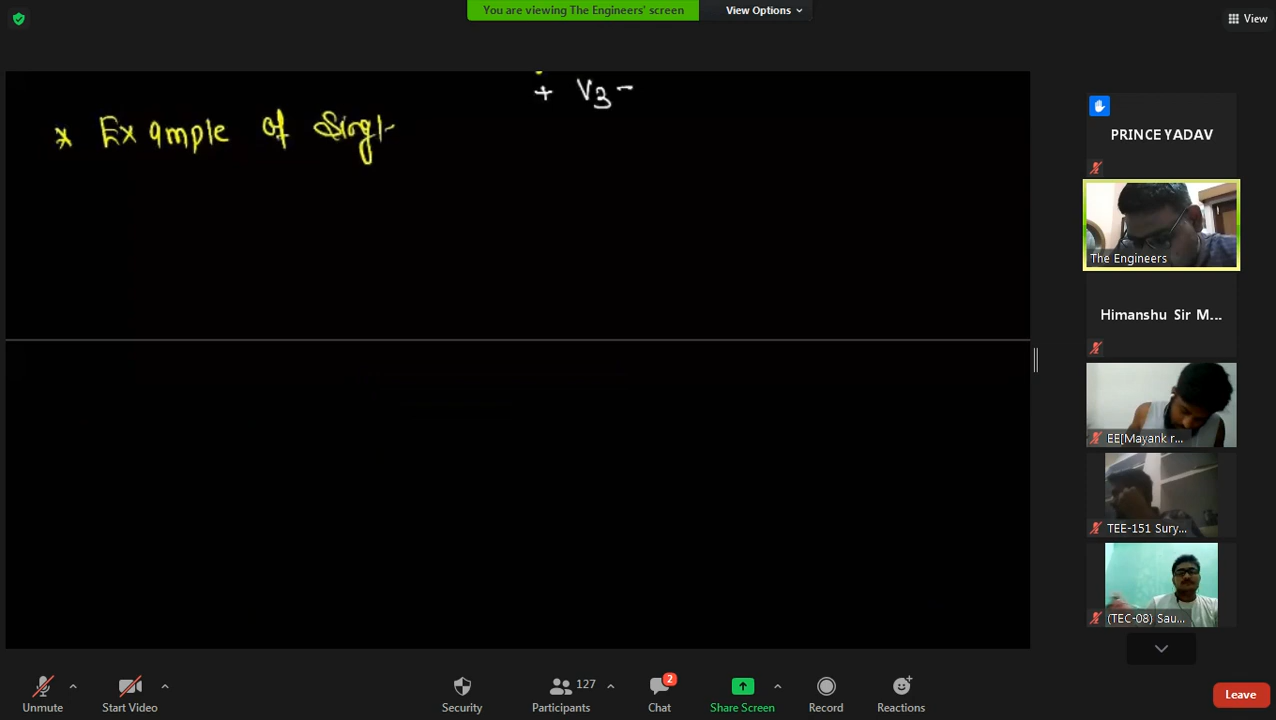 You are viewing The Engineers' screen
View Options
View
+ V3 -
* Example of Singl
PRINCE YADAV
The Engineers
Himanshu Sir M...
EE[Mayank r...
TEE-151 Sury...
(TEC-08) Sau...
Unmute
Start Video
Security
127
Participants
2
Chat
Share Screen
Record
Reactions
Leave